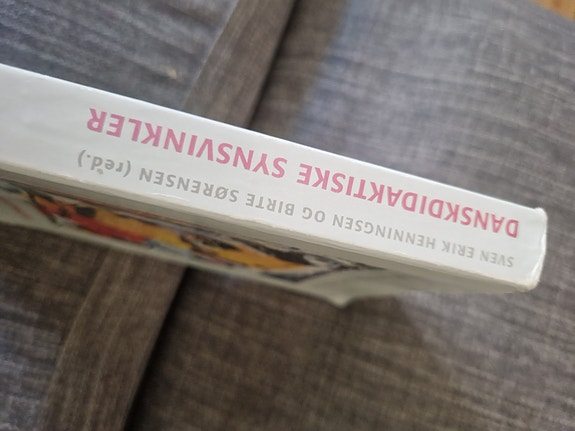 SVEN ERIK HENNINGSEN OG BIRTE SØRENSEN (red.)
DANSKDIDAKTISKE SYNSVINKLER